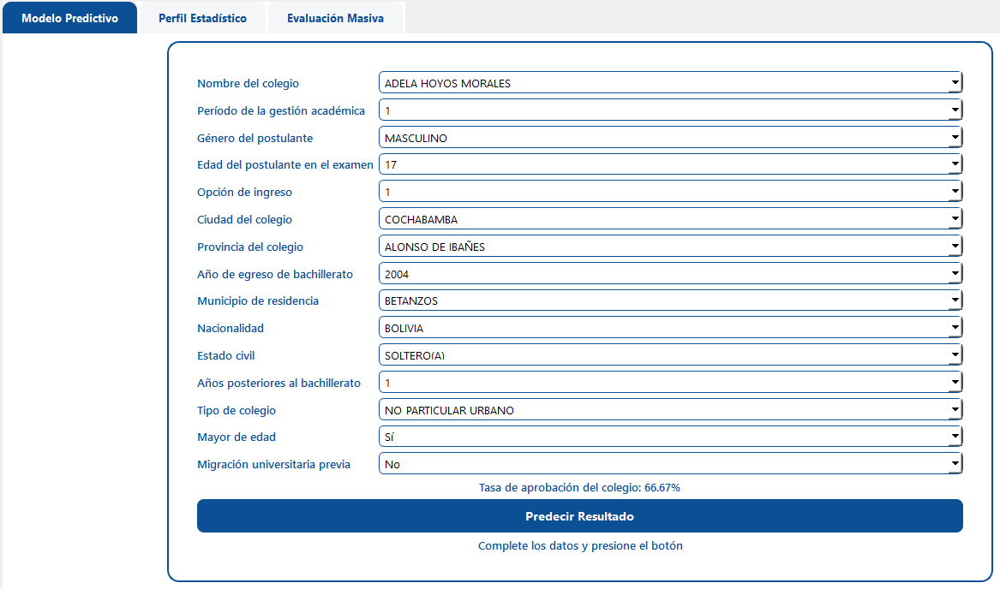 Modelo Predictivo Perfil Estadístico Evaluación Masiva
Nombre del colegio ADELA HOYOS MORALES
Período de la gestión académica 1
Género del postulante MASCULINO
Edad del postulante en el examen 17
Opción de ingreso 1
Ciudad del colegio COCHABAMBA
Provincia del colegio ALONSO DE IBAÑES
Año de egreso de bachillerato 2004
Municipio de residencia BETANZOS
Nacionalidad BOLIVIA
Estado civil SOLTERO(A)
Años posteriores al bachillerato 1
Tipo de colegio NO PARTICULAR URBANO
Mayor de edad Sí
Migración universitaria previa No
Tasa de aprobación del colegio: 66.67%
Predecir Resultado
Complete los datos y presione el botón